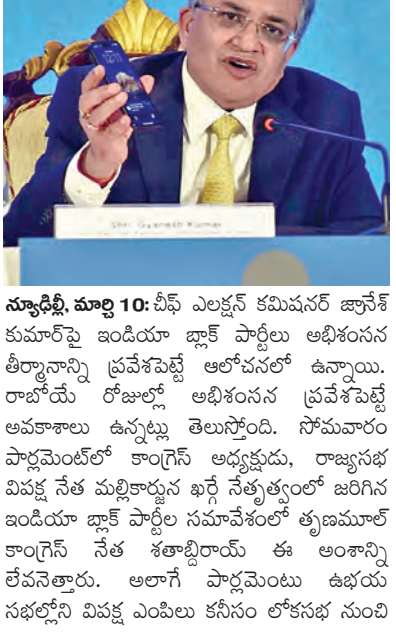 Shri. Gyanesh Kumar
న్యూఢిల్లీ, మార్చి 10: చీఫ్ ఎలక్షన్ కమిషనర్ జ్ఞానేశ్
కుమార్‌పై ఇండియా బ్లాక్ పార్టీలు అభిశంసన
తీర్మానాన్ని ప్రవేశపెట్టే ఆలోచనలో ఉన్నాయి.
రాబోయే రోజుల్లో అభిశంసన ప్రవేశపెట్టే
అవకాశాలు ఉన్నట్లు తెలుస్తోంది. సోమవారం
పార్లమెంట్‌లో కాంగ్రెస్ అధ్యక్షుడు, రాజ్యసభ
విపక్ష నేత మల్లికార్జున ఖర్గే నేతృత్వంలో జరిగిన
ఇండియా బ్లాక్ పార్టీల సమావేశంలో తృణమూల్
కాంగ్రెస్ నేత శతాబ్దిరాయ్ ఈ అంశాన్ని
లేవనెత్తారు. అలాగే పార్లమెంటు ఉభయ
సభల్లోని విపక్ష ఎంపిలు కనీసం లోకసభ నుంచి